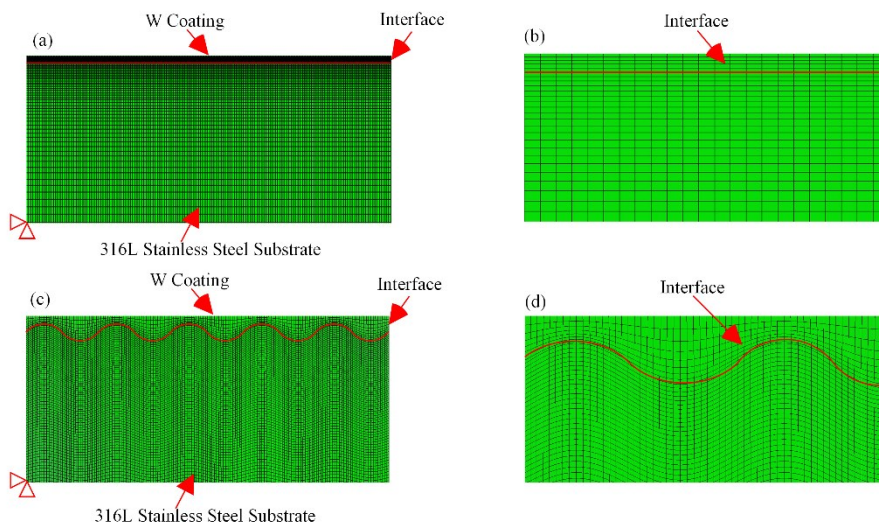 W Coating
Interface
(a)
316L Stainless Steel Substrate
Interface
(b)
W Coating
Interface
(c)
316L Stainless Steel Substrate
Interface
(d)